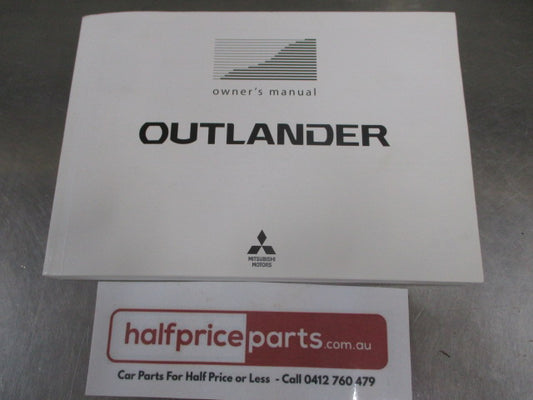 owner's manual
OUTLANDER
MITSUBISHI
MOTORS
halfpriceparts.com.au
Car Parts For Half Price or Less - Call 0412 760 479